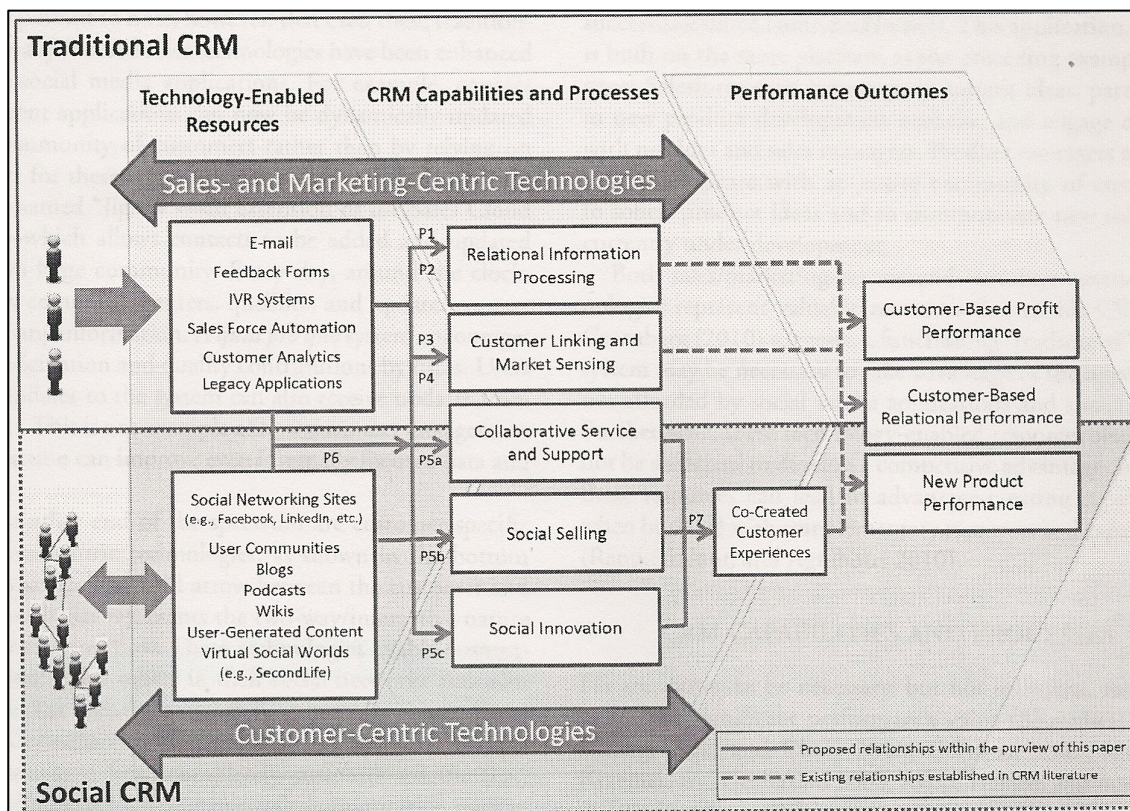 Traditional CRM
Technology-Enabled
Resources
CRM Capabilities and Processes
Performance Outcomes
Sales- and Marketing-Centric Technologies
E-mail
Feedback Forms
IVR Systems
Sales Force Automation
Customer Analytics
Legacy Applications
P1
P2
Relational Information
Processing
P3
P4
Customer Linking and
Market Sensing
Customer-Based Profit
Performance
Customer-Based
Relational Performance
New Product
Performance
P6
P5a
Collaborative Service
and Support
Social Networking Sites
(e.g., Facebook, LinkedIn, etc.)
User Communities
Blogs
Podcasts
Wikis
User-Generated Content
Virtual Social Worlds
(e.g., SecondLife)
P5b
Social Selling
P7
Co-Created
Customer
Experiences
P5c
Social Innovation
Customer-Centric Technologies
Proposed relationships within the purview of this paper
Existing relationships established in CRM literature
Social CRM